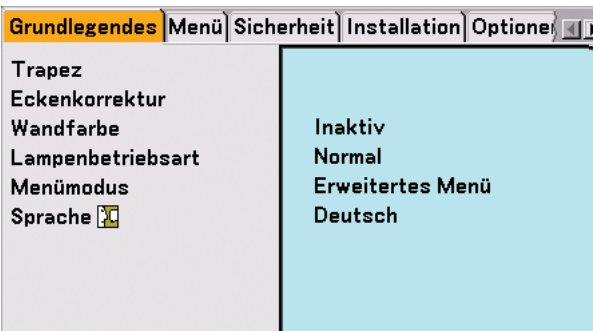 Grundlegendes Menü Sicherheit Installation
Trapez
Eckenkorrektur
Wandfarbe Inaktiv
Lampenbetriebsart Normal
Menümodus Erweitertes Menü
Sprache Deutsch